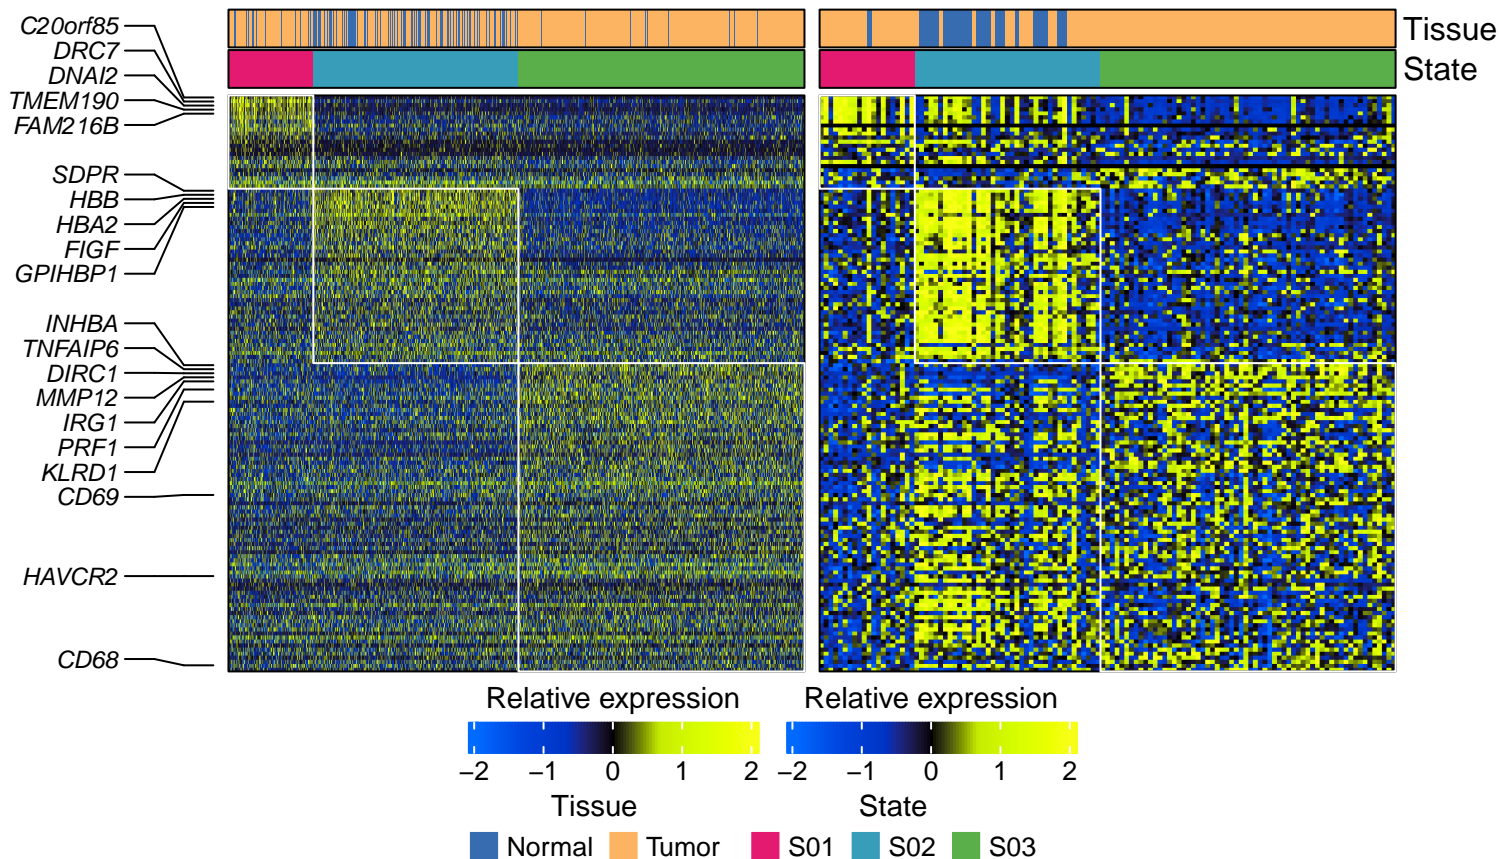 C20orf85
DRC7
DNAI2
TMEM190
FAM216B
SDPR
HBB
HBA2
FIGF
GPIHBP1
INHBA
TNFAIP6
DIRC1
MMP12
IRG1
PRF1
KLRD1
CD69
HAVCR2
CD68
Tissue
State
Relative expression Relative expression
−2 −1 0 1 2 −2 −1 0 1 2
Tissue State
Normal Tumor S01 S02 S03